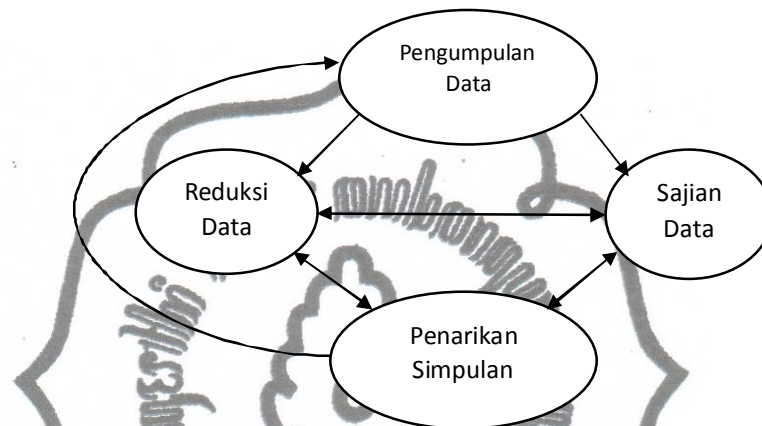 Pengumpulan
Data
Reduksi
Data
Sajian
Data
Penarikan
Simpulan